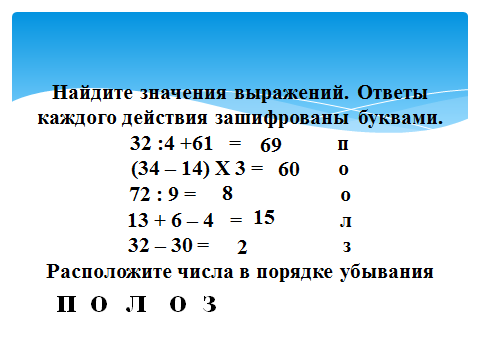 Найдите значения выражений. Ответы
каждого действия зашифрованы буквами.
32 :4 +61 = 69 п
(34 – 14) Х 3 = 60 о
72 : 9 = 8 о
13 + 6 – 4 = 15 л
32 – 30 = 2 з
Расположите числа в порядке убывания
П О Л О З